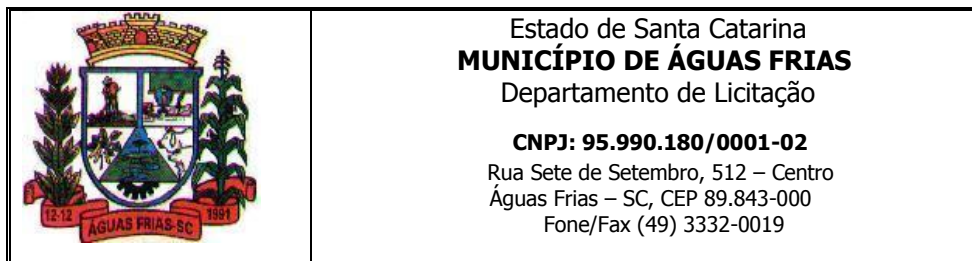 Estado de Santa Catarina
MUNICÍPIO DE ÁGUAS FRIAS
Departamento de Licitação
CNPJ: 95.990.180/0001-02
Rua Sete de Setembro, 512 – Centro
Águas Frias – SC, CEP 89.843-000
Fone/Fax (49) 3332-0019
12-12
ÁGUAS FRIAS-SC
1991